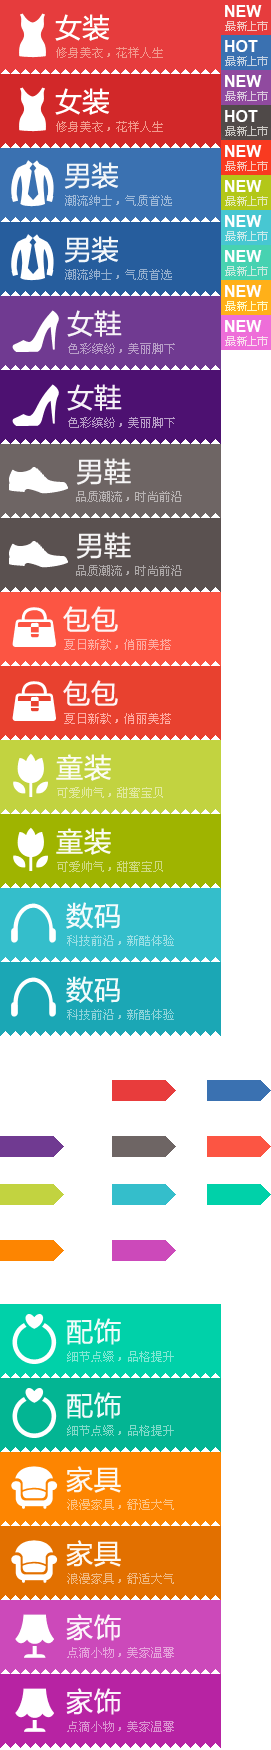 女装
修身美衣，花样人生
女装
修身美衣，花样人生
男装
潮流绅士，气质首选
男装
潮流绅士，气质首选
女鞋
色彩缤纷，美丽脚下
女鞋
色彩缤纷，美丽脚下
男鞋
品质潮流，时尚前沿
男鞋
品质潮流，时尚前沿
包包
夏日新款，俏丽美搭
包包
夏日新款，俏丽美搭
童装
可爱帅气，甜蜜宝贝
童装
可爱帅气，甜蜜宝贝
数码
科技前沿，新酷体验
数码
科技前沿，新酷体验
NEW
最新上市
HOT
最新上市
NEW
最新上市
HOT
最新上市
NEW
最新上市
NEW
最新上市
NEW
最新上市
NEW
最新上市
NEW
最新上市
NEW
最新上市
配饰
细节点缀，品格提升
配饰
细节点缀，品格提升
家具
浪漫家具，舒适大气
家具
浪漫家具，舒适大气
家饰
点滴小物，美家温馨
家饰
点滴小物，美家温馨